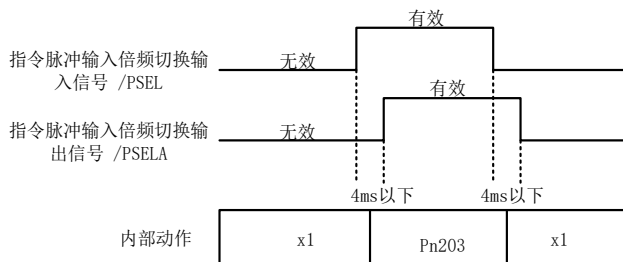 有效
指令脉冲输入倍频切换输
入信号 /PSEL
无效
有效
指令脉冲输入倍频切换输
出信号 /PSELA
无效
4ms以下
4ms以下
内部动作
x1
Pn203
x1